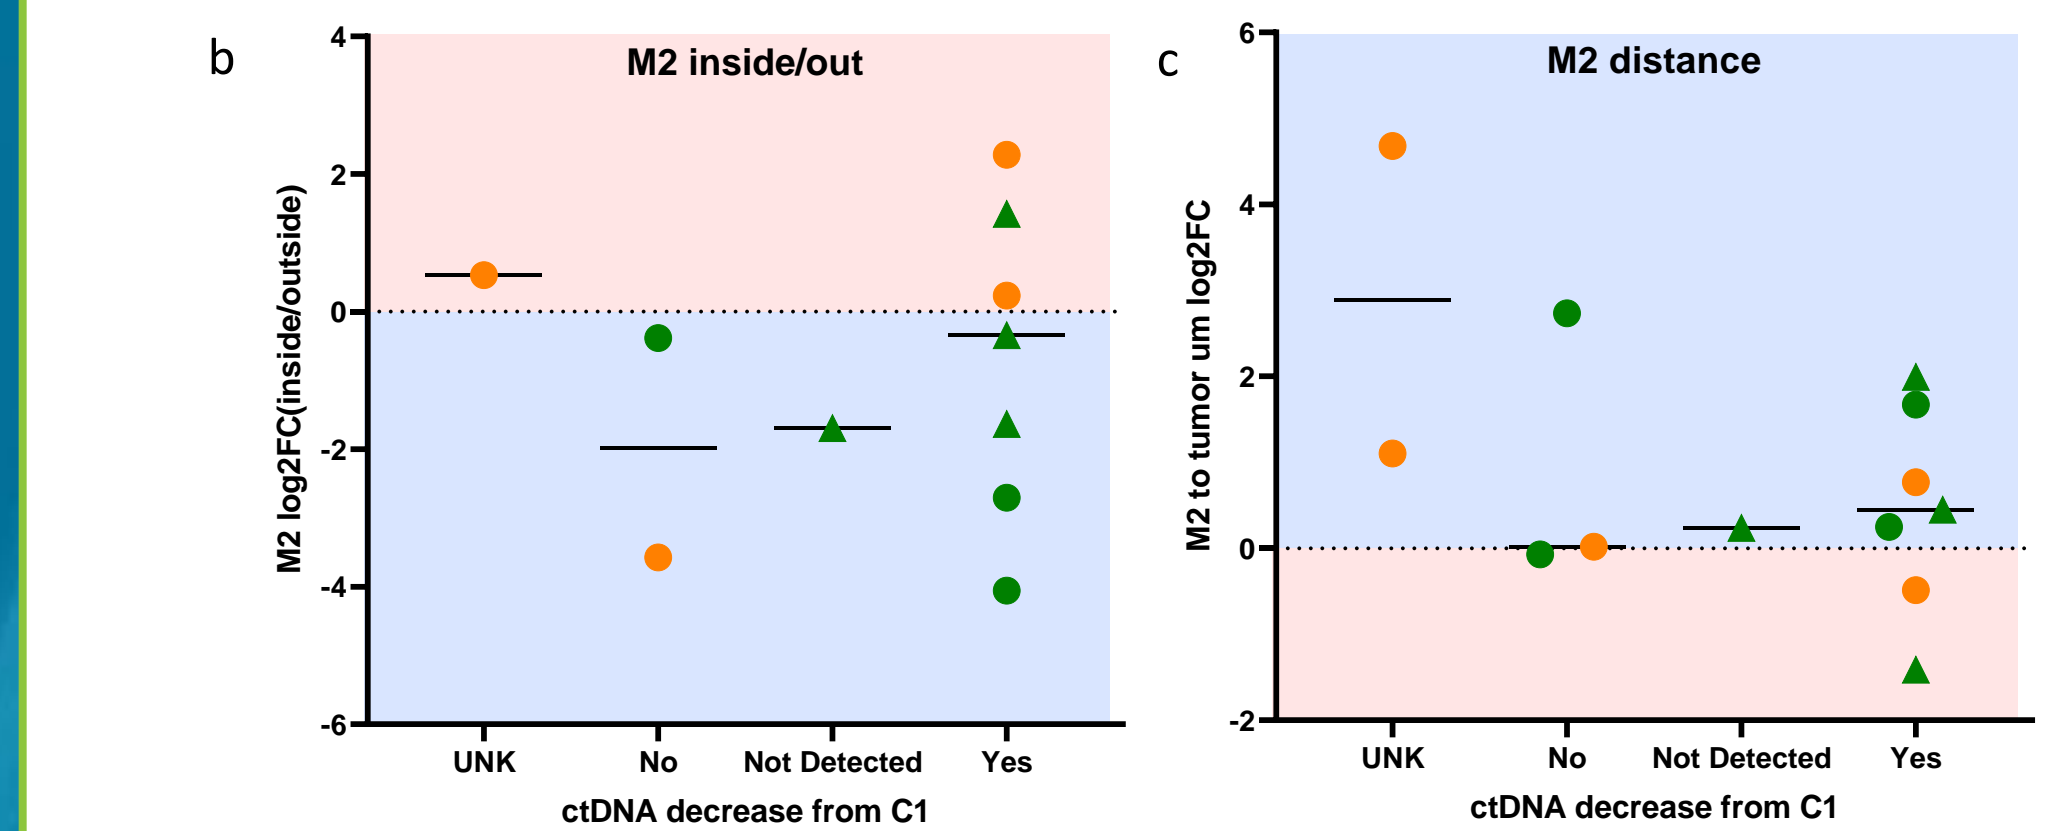 b
M2 inside/out
4
2
0
-2
-4
-6
M2 log2FC(inside/outside)
UNK
No
Not Detected
Yes
ctDNA decrease from C1
c
M2 distance
6
4
2
0
-2
M2 to tumor um log2FC
UNK
No
Not Detected
Yes
ctDNA decrease from C1